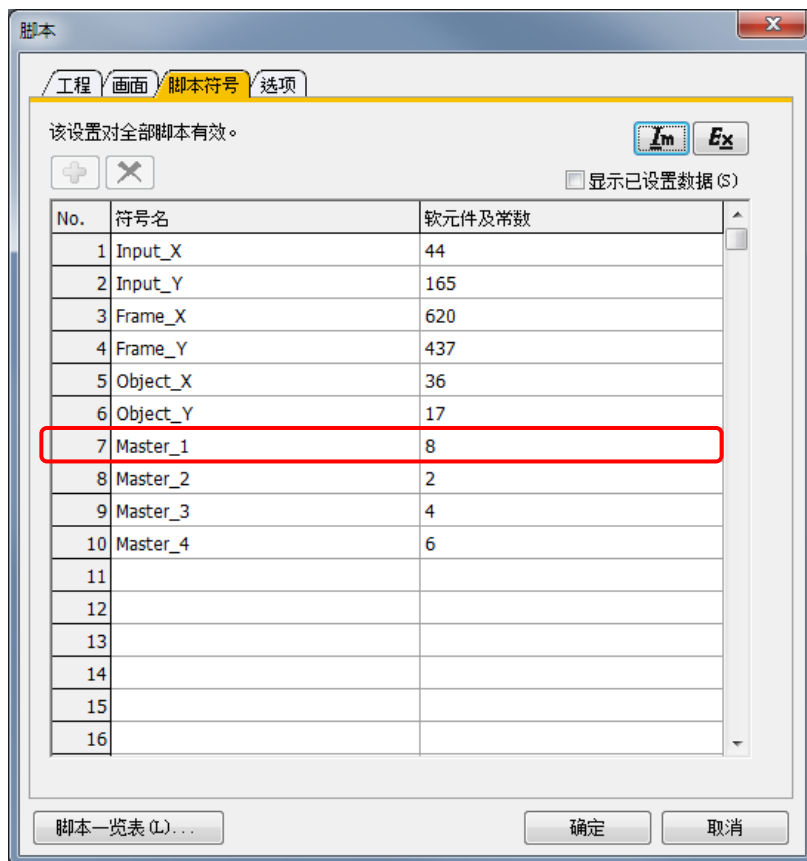 脚本
工程 画面 脚本符号 选项
该设置对全部脚本有效。
Im Ex
显示已设置数据(S)
No. 符号名 软元件及常数
1 Input_X 44
2 Input_Y 165
3 Frame_X 620
4 Frame_Y 437
5 Object_X 36
6 Object_Y 17
7 Master_1 8
8 Master_2 2
9 Master_3 4
10 Master_4 6
11
12
13
14
15
16
脚本一览表(L)... 确定 取消